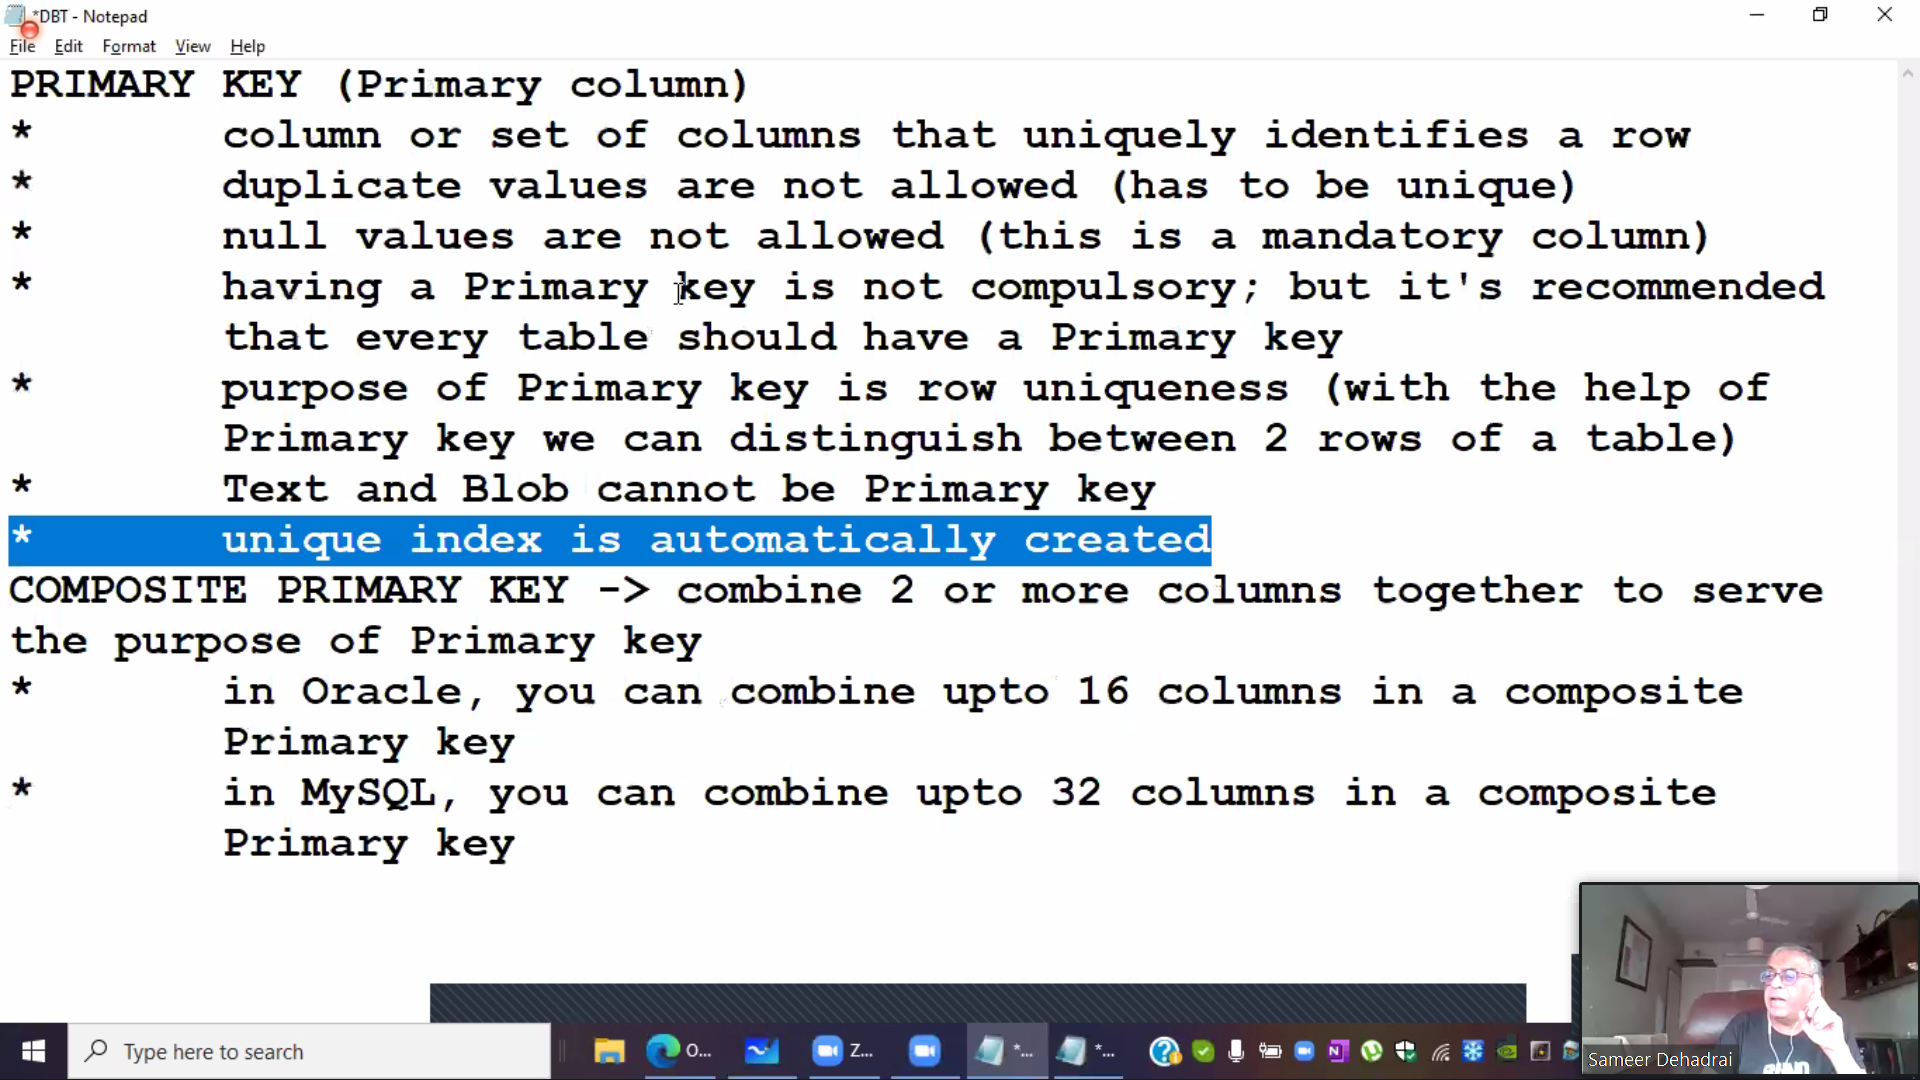 *DBT - Notepad
File Edit Format View Help
PRIMARY KEY (Primary column)
* column or set of columns that uniquely identifies a row
* duplicate values are not allowed (has to be unique)
* null values are not allowed (this is a mandatory column)
* having a Primary key is not compulsory; but it's recommended
that every table should have a Primary key
* purpose of Primary key is row uniqueness (with the help of
Primary key we can distinguish between 2 rows of a table)
* Text and Blob cannot be Primary key
* unique index is automatically created
COMPOSITE PRIMARY KEY -> combine 2 or more columns together to serve
the purpose of Primary key
* in Oracle, you can combine upto 16 columns in a composite
Primary key
* in MySQL, you can combine upto 32 columns in a composite
Primary key
Type here to search
O...
Z...
*...
*...
Sameer Dehadrai